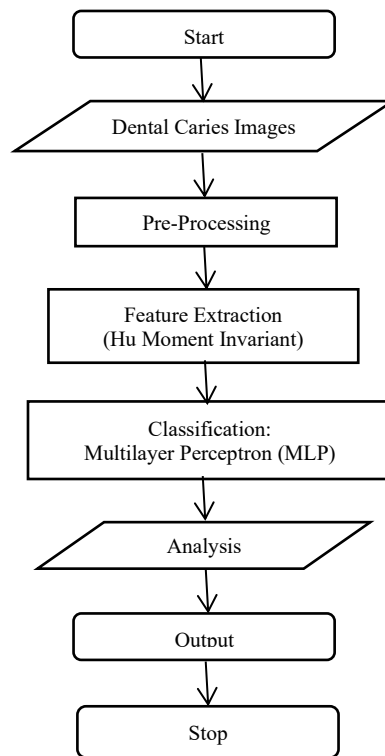 Start
Dental Caries Images
Pre-Processing
Feature Extraction
(Hu Moment Invariant)
Classification:
Multilayer Perceptron (MLP)
Analysis
Output
Stop